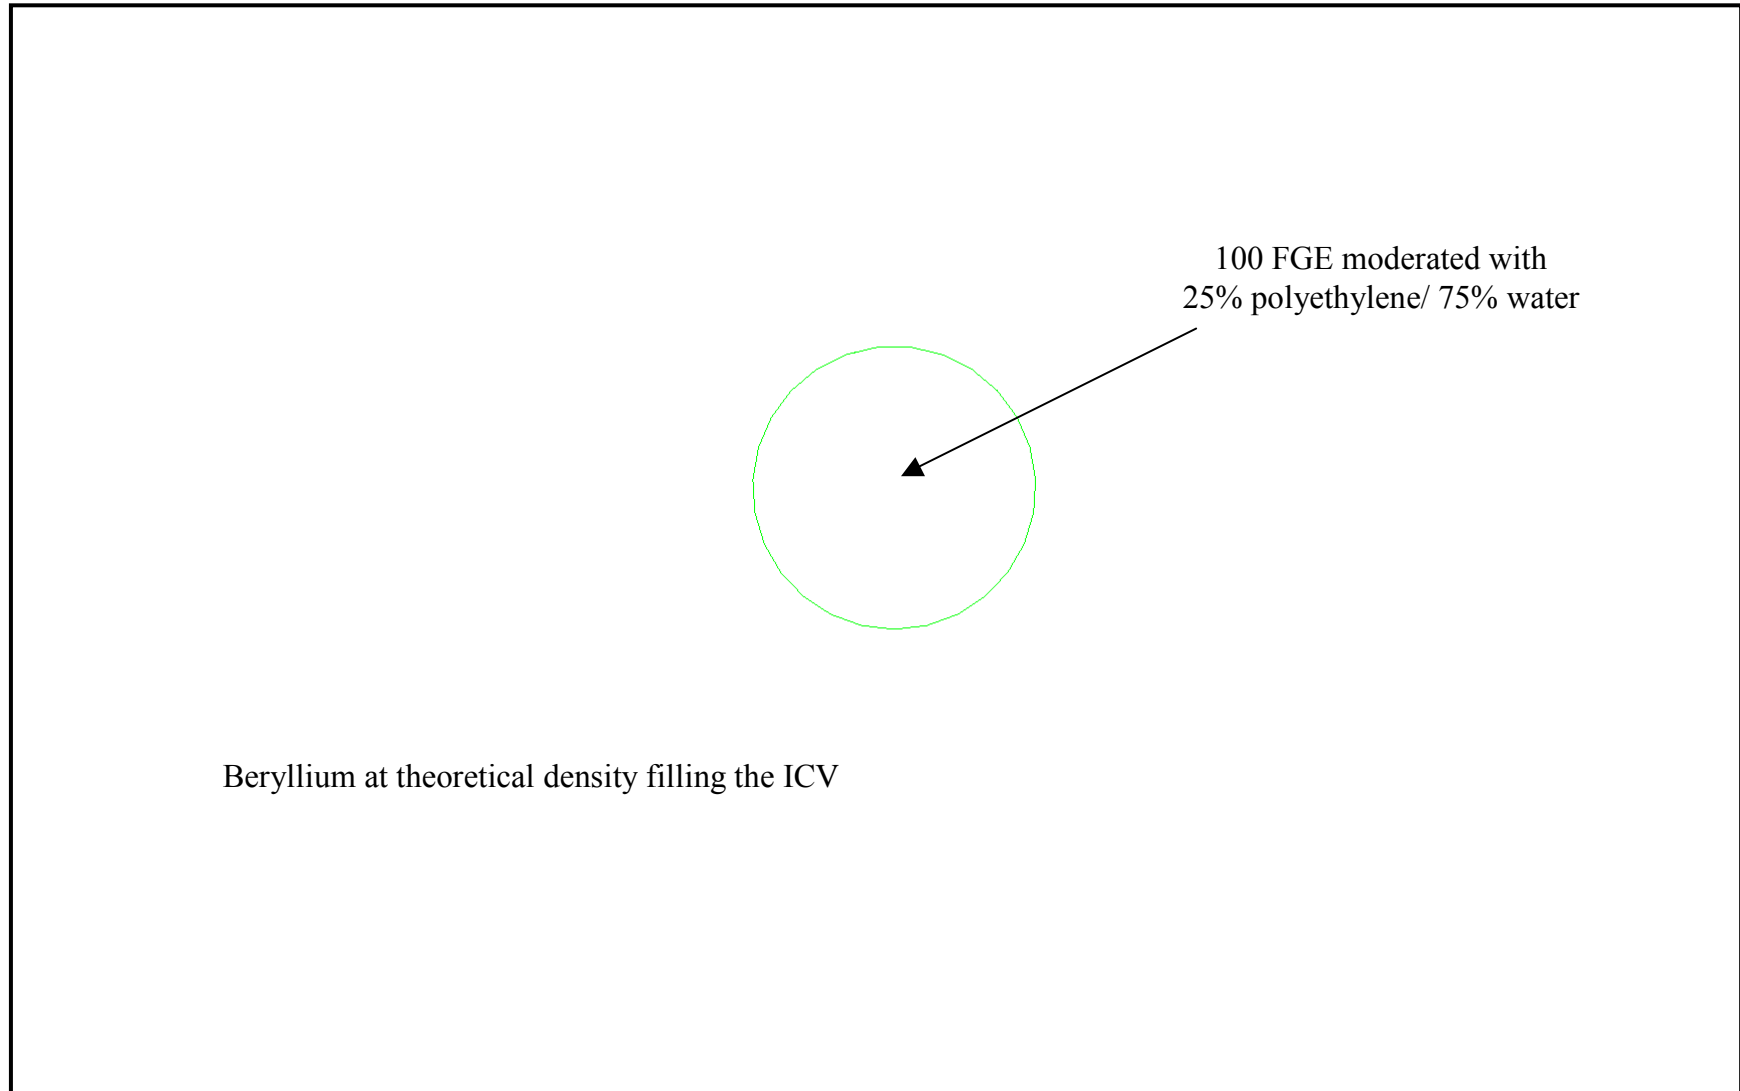 100 FGE moderated with
25% polyethylene/ 75% water
Beryllium at theoretical density filling the ICV